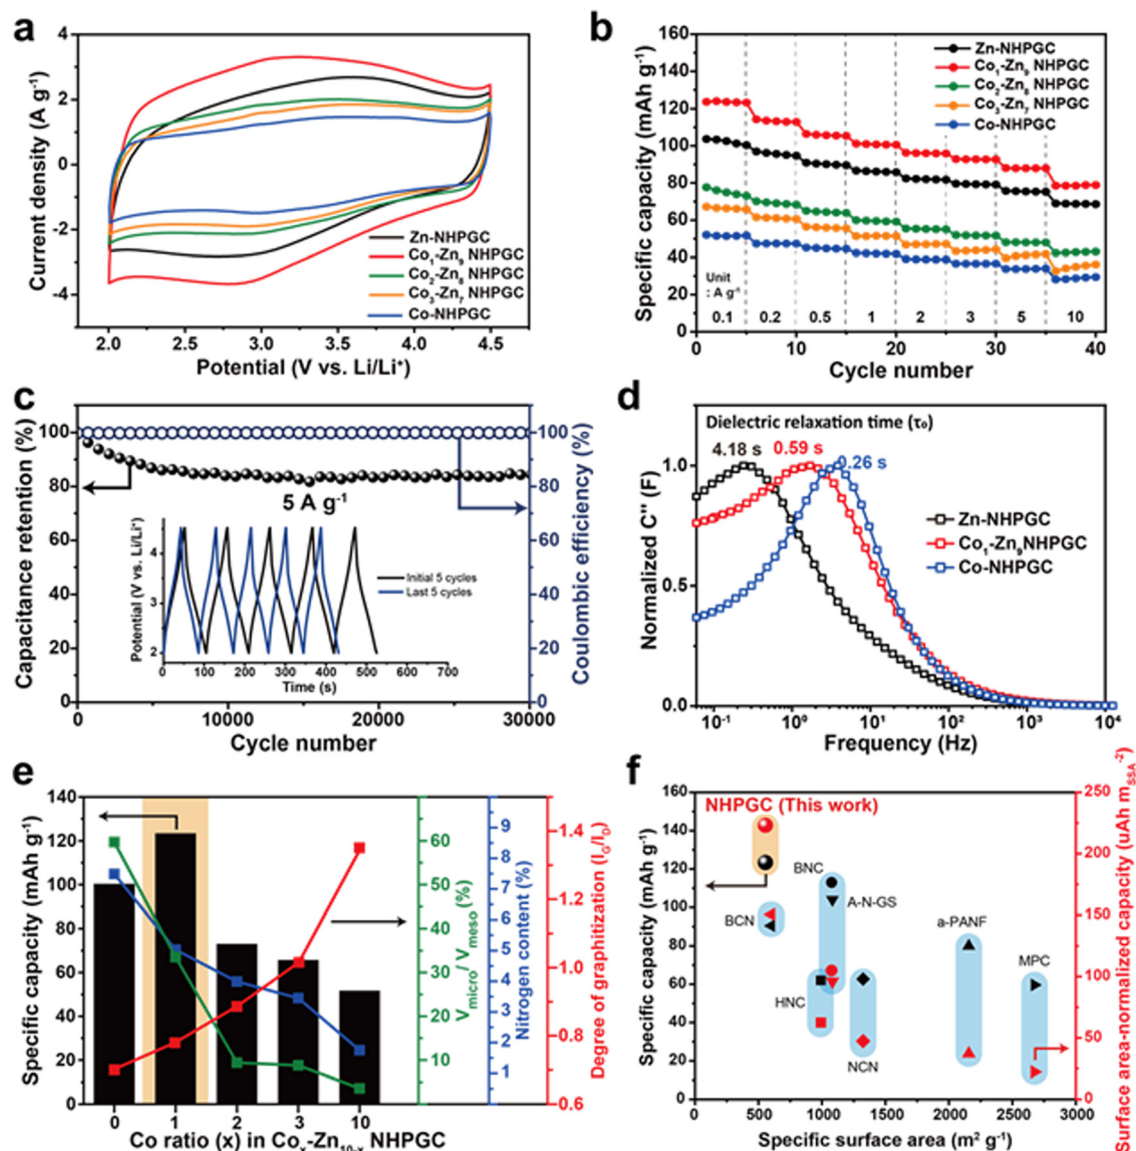 a
Current density (A g⁻¹)
4
2
0
-2
-4
Zn-NHPGC
Co₁-Zn₉ NHPGC
Co₂-Zn₈ NHPGC
Co₃-Zn₇ NHPGC
Co-NHPGC
2.0 2.5 3.0 3.5 4.0 4.5
Potential (V vs. Li/Li⁺)
b
Specific capacity (mAh g⁻¹)
160
140
120
100
80
60
40
20
0
Zn-NHPGC
Co₁-Zn₉ NHPGC
Co₂-Zn₈ NHPGC
Co₃-Zn₇ NHPGC
Co-NHPGC
Unit
: A g⁻¹
0.1 0.2 0.5 1 2 3 5 10
0 10 20 30 40
Cycle number
c
Capacitance retention (%)
100
80
60
40
20
0
5 A g⁻¹
Potential (V vs. Li/Li⁺)
4
3
2
Initial 5 cycles
Last 5 cycles
0 100 200 300 400 500 600 700
Time (s)
100
80
60
40
20
0
Coulombic efficiency (%)
0 10000 20000 30000
Cycle number
d
Normalized C'' (F)
Dielectric relaxation time (τ₀)
4.18 s 0.59 s 0.26 s
1.0
0.5
0.0
Zn-NHPGC
Co₁-Zn₉NHPGC
Co-NHPGC
10⁻¹ 10⁰ 10¹ 10² 10³ 10⁴
Frequency (Hz)
e
Specific capacity (mAh g⁻¹)
140
120
100
80
60
40
20
0
60
50
40
30
20
10
V_micro/ V_meso (%)
9
8
7
5
4
3
2
1
Nitrogen content (%)
1.4
1.2
1.0
0.8
0.6
Degree of graphitization (I_G/I_D)
0 1 2 3 10
Co ratio (x) in Coₓ-Zn₁₀₋ₓ NHPGC
f
Specific capacity (mAh g⁻¹)
160
140
120
100
80
60
40
20
0
NHPGC (This work)
BNC
A-N-GS
BCN
a-PANF
MPC
HNC
NCN
250
200
150
100
50
0
Surface area-normalized capacity (uAh m_SSA⁻²)
0 500 1000 1500 2000 2500 3000
Specific surface area (m² g⁻¹)